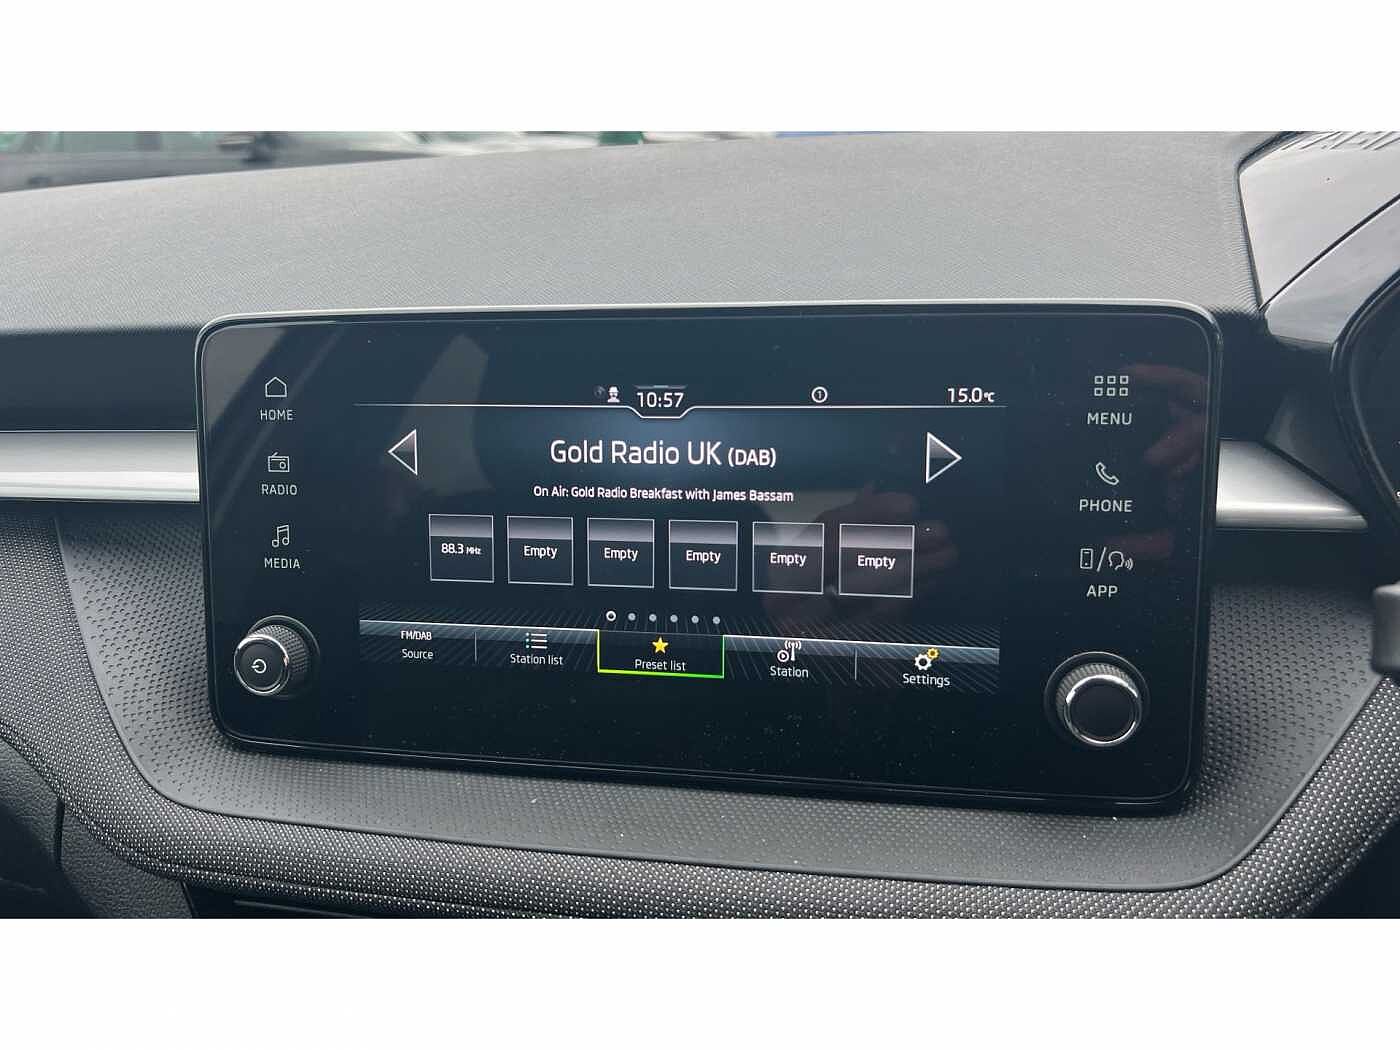 10:57
1
15.0°C
HOME
RADIO
MEDIA
Gold Radio UK (DAB)
On Air: Gold Radio Breakfast with James Bassam
88.3 MHz
Empty
Empty
Empty
Empty
Empty
FM/DAB
Source
Station list
Preset list
Station
Settings
MENU
PHONE
APP